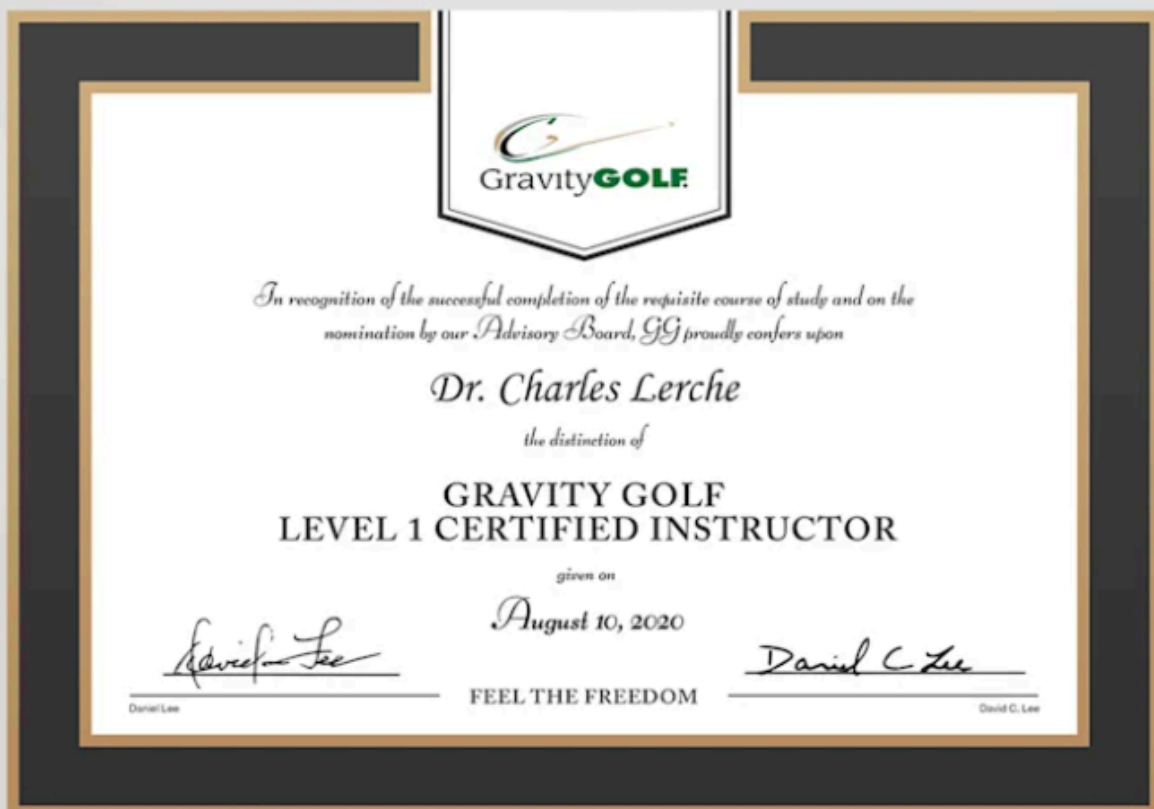 GravityGOLF
In recognition of the successful completion of the requisite course of study and on the
nomination by our Advisory Board, GG proudly confers upon
Dr. Charles Lerche
the distinction of
GRAVITY GOLF
LEVEL 1 CERTIFIED INSTRUCTOR
given on
August 10, 2020
Daniel C Lee
FEEL THE FREEDOM
Daniel Lee
David C. Lee